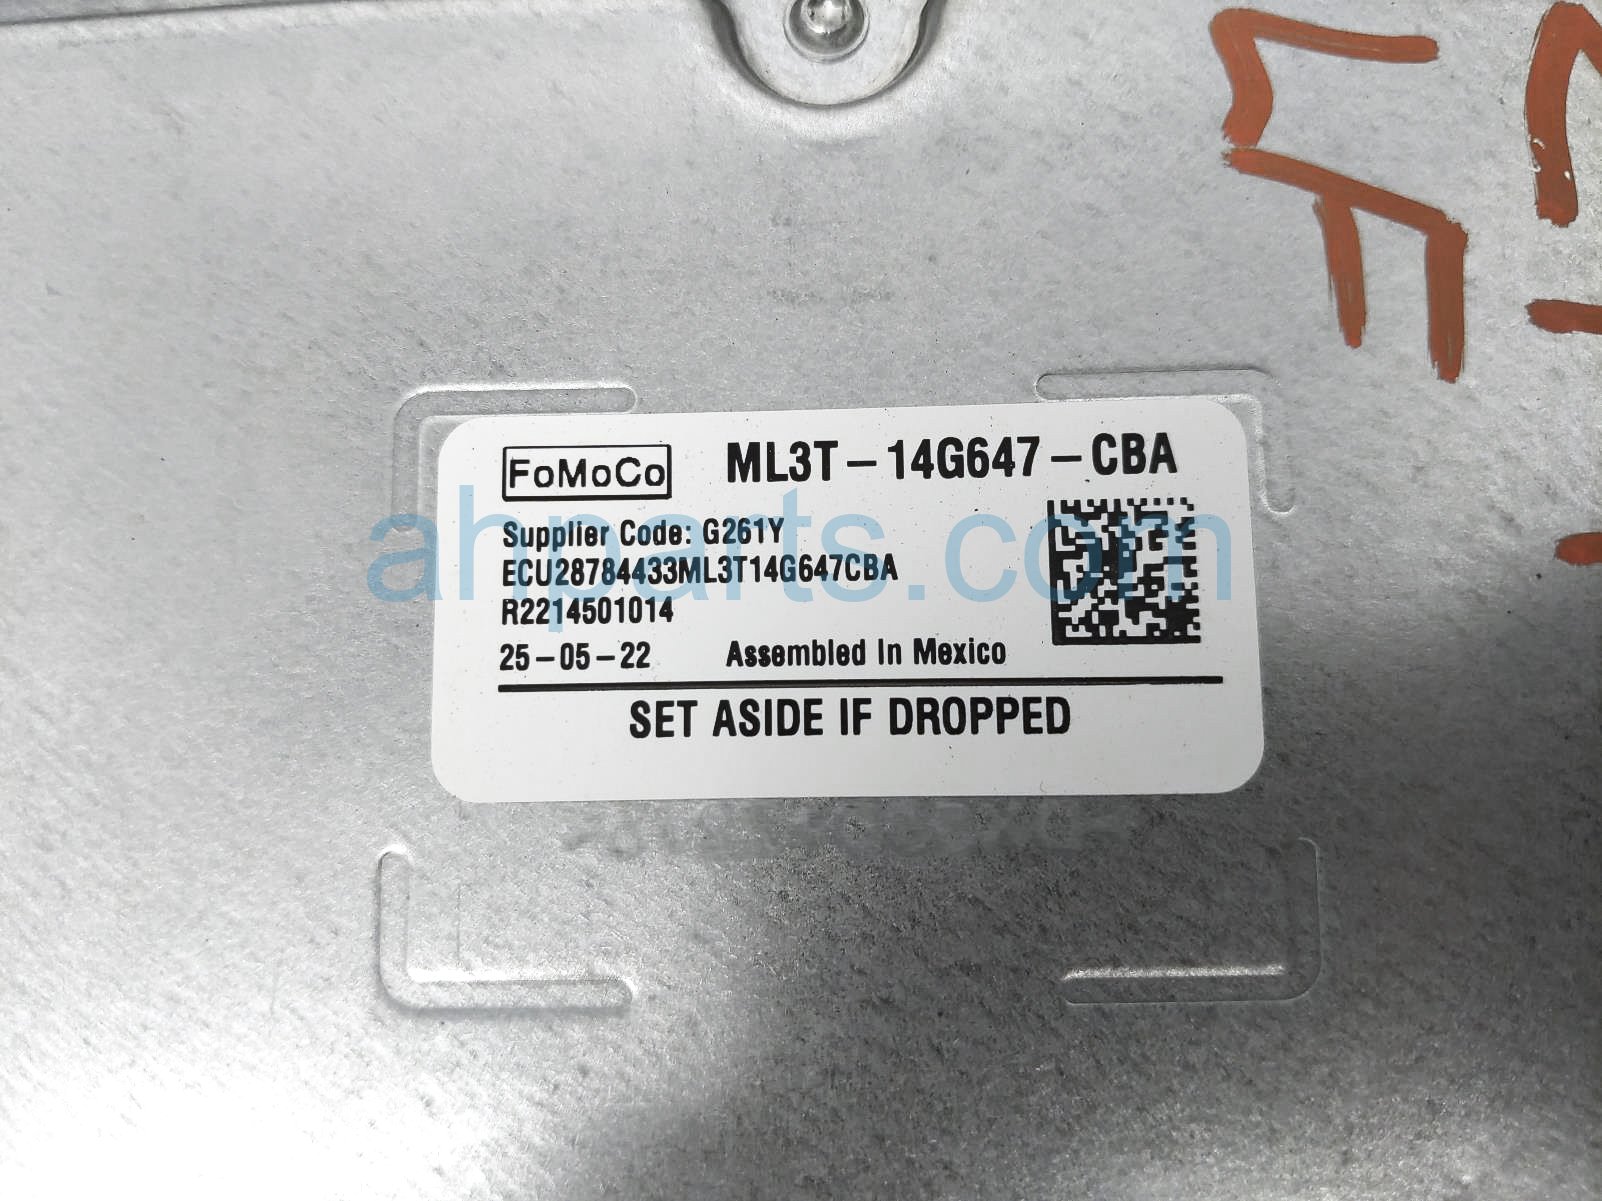 FoMoCo ML3T-14G647-CBA
Supplier Code: G261Y
ECU28784433ML3T14G647CBA
R2214501014
25-05-22 Assembled In Mexico
SET ASIDE IF DROPPED
ahparts.com